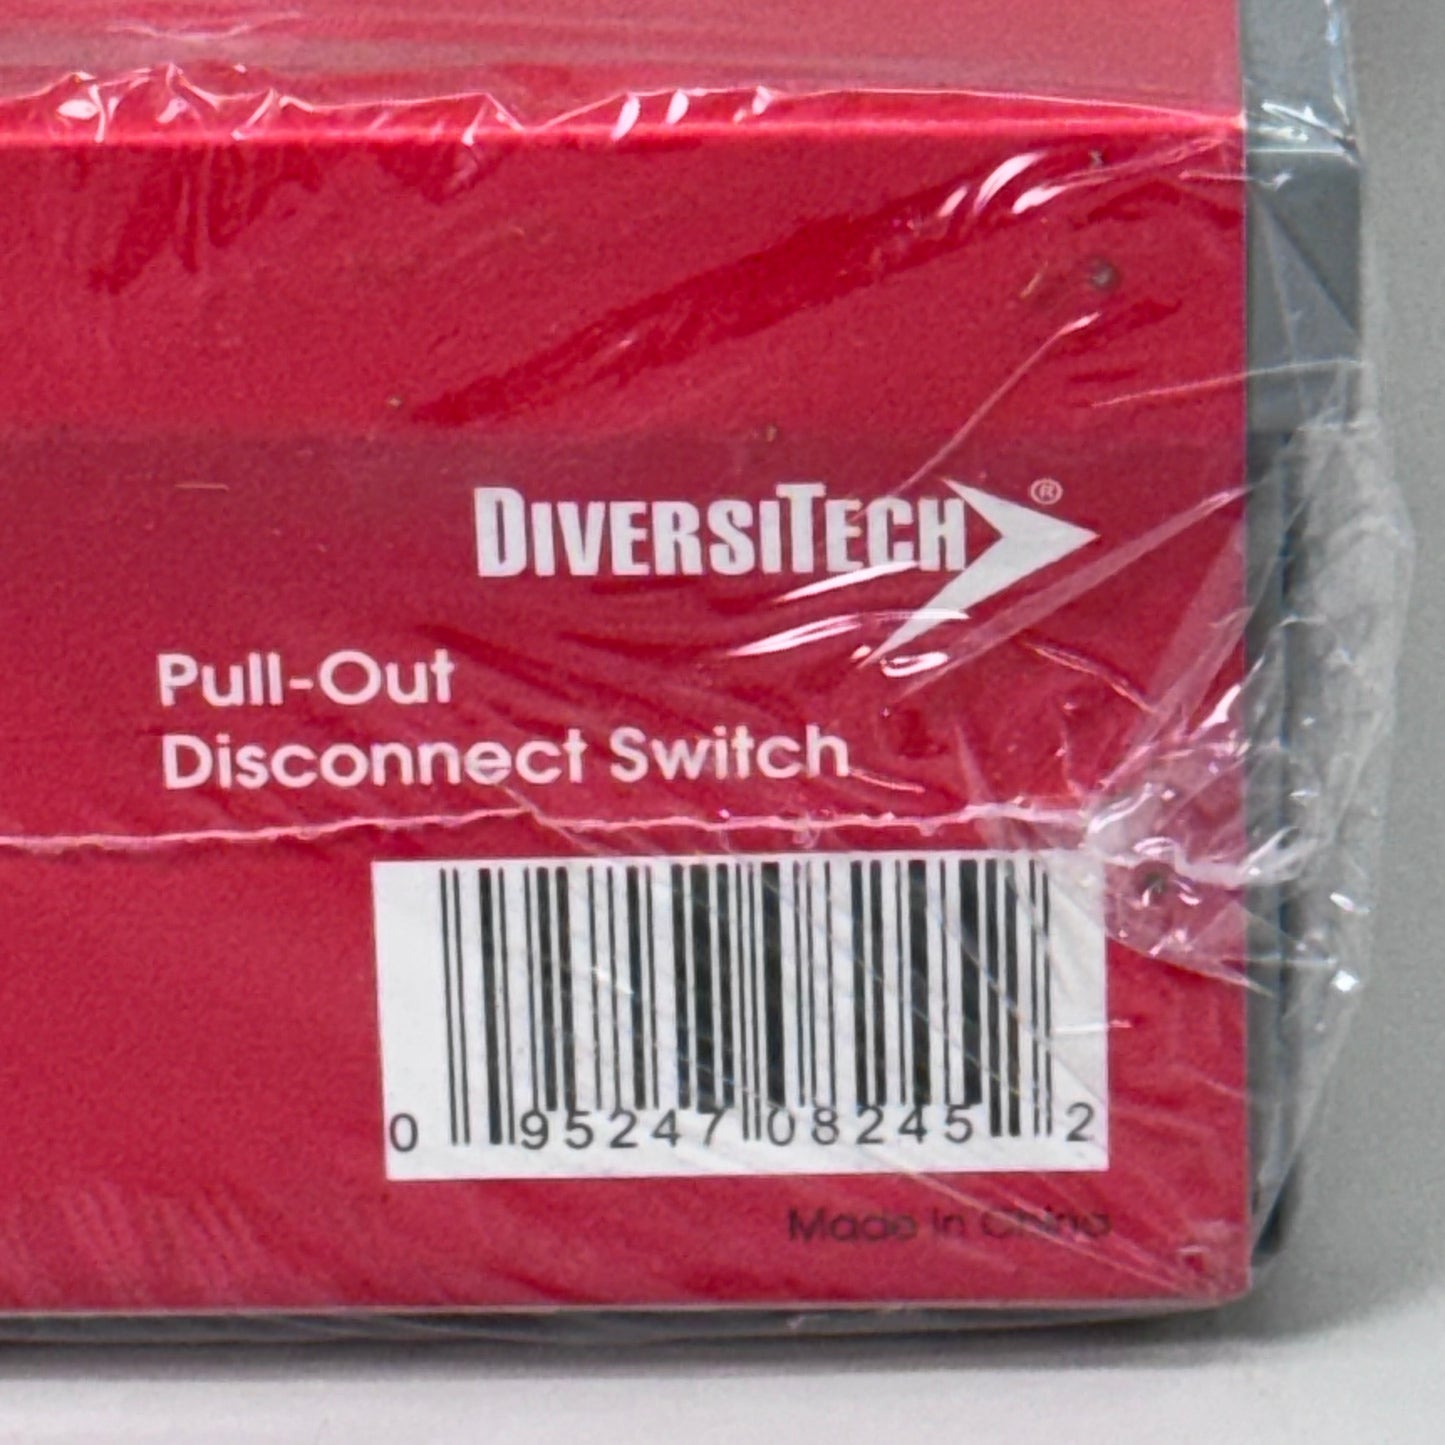 DIVERSITECH®
Pull-Out
Disconnect Switch
0 95247 08245 2
Made in China